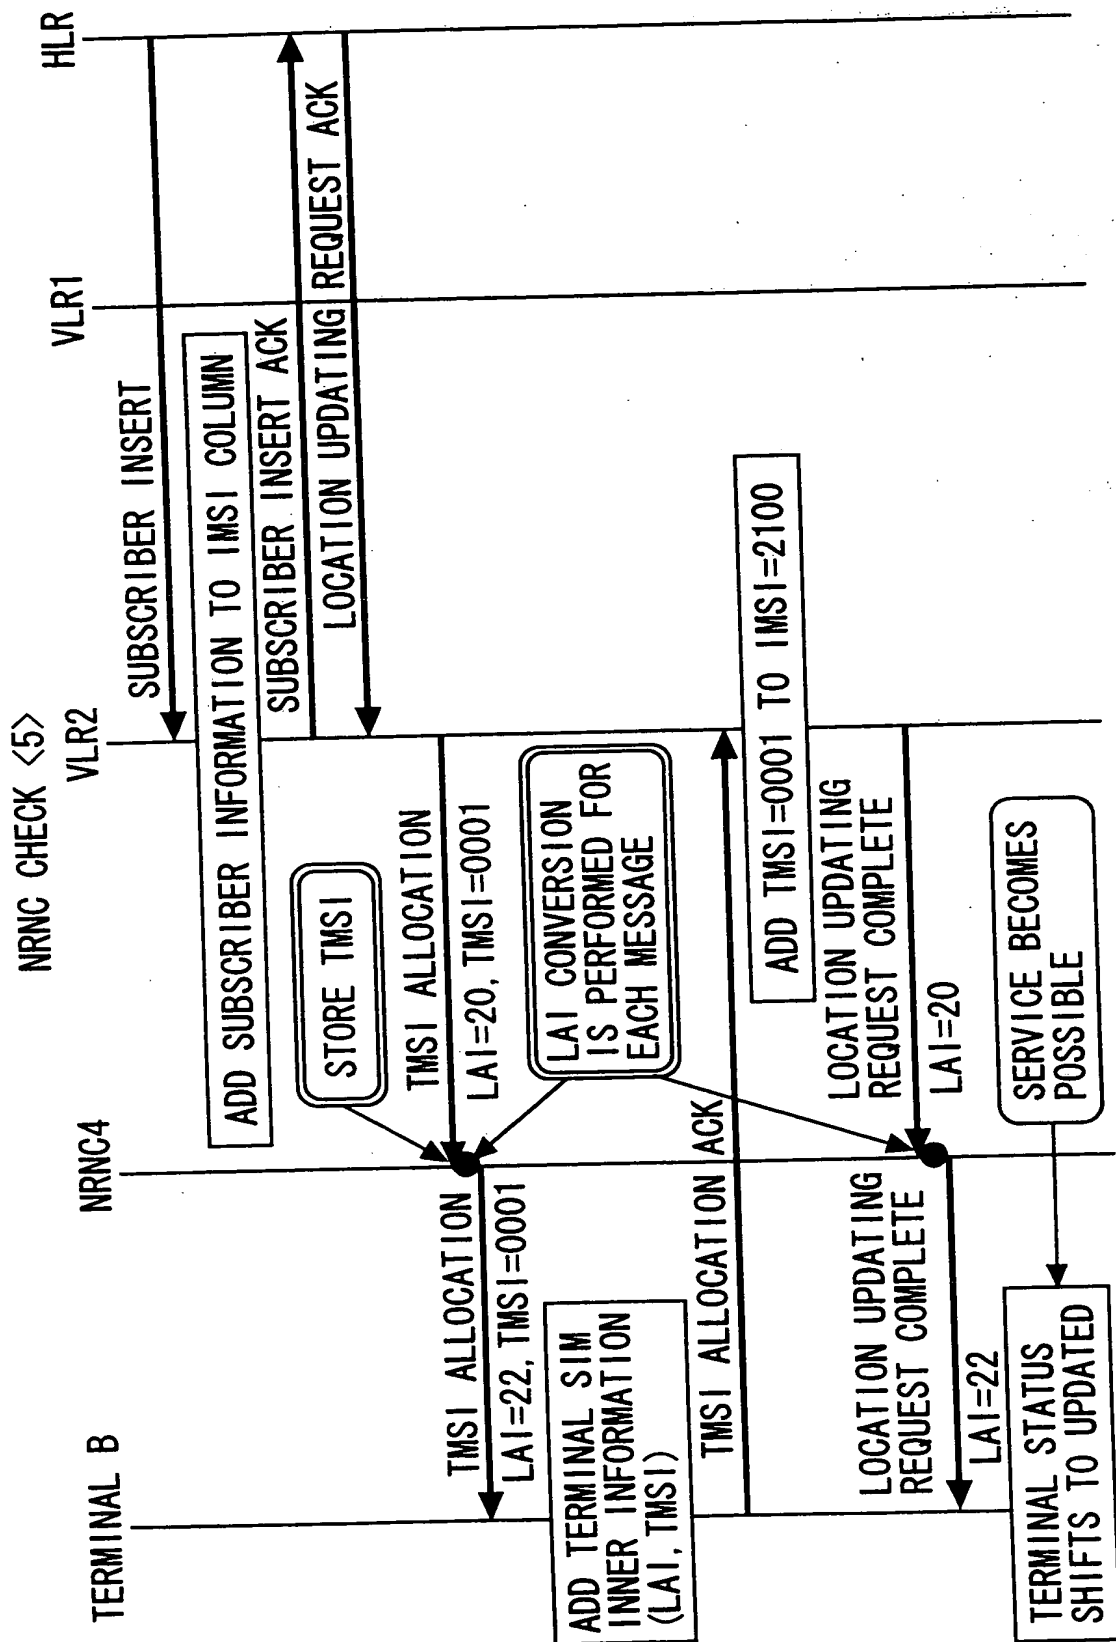 NRNC CHECK <5>
TERMINAL B
NRNC4
VLR2
VLR1
HLR
SUBSCRIBER INSERT
ADD SUBSCRIBER INFORMATION TO IMSI COLUMN
SUBSCRIBER INSERT ACK
LOCATION UPDATING REQUEST ACK
STORE TMSI
TMSI ALLOCATION
LAI=20, TMSI=0001
TMSI ALLOCATION
LAI=22, TMSI=0001
LAI CONVERSION
IS PERFORMED FOR
EACH MESSAGE
ADD TERMINAL SIM
INNER INFORMATION
(LAI, TMSI)
TMSI ALLOCATION ACK
ADD TMSI=0001 TO IMSI=2100
LOCATION UPDATING
REQUEST COMPLETE
LAI=20
LOCATION UPDATING
REQUEST COMPLETE
LAI=22
SERVICE BECOMES
POSSIBLE
TERMINAL STATUS
SHIFTS TO UPDATED